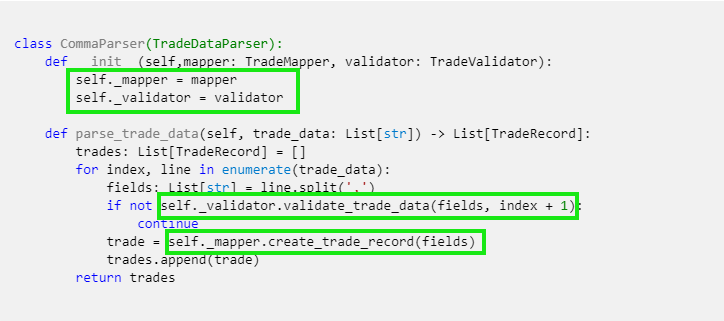 class CommaParser(TradeDataParser):
def __init__(self,mapper: TradeMapper, validator: TradeValidator):
self._mapper = mapper
self._validator = validator
def parse_trade_data(self, trade_data: List[str]) -> List[TradeRecord]:
trades: List[TradeRecord] = []
for index, line in enumerate(trade_data):
fields: List[str] = line.split(',')
if not self._validator.validate_trade_data(fields, index + 1):
continue
trade = self._mapper.create_trade_record(fields)
trades.append(trade)
return trades